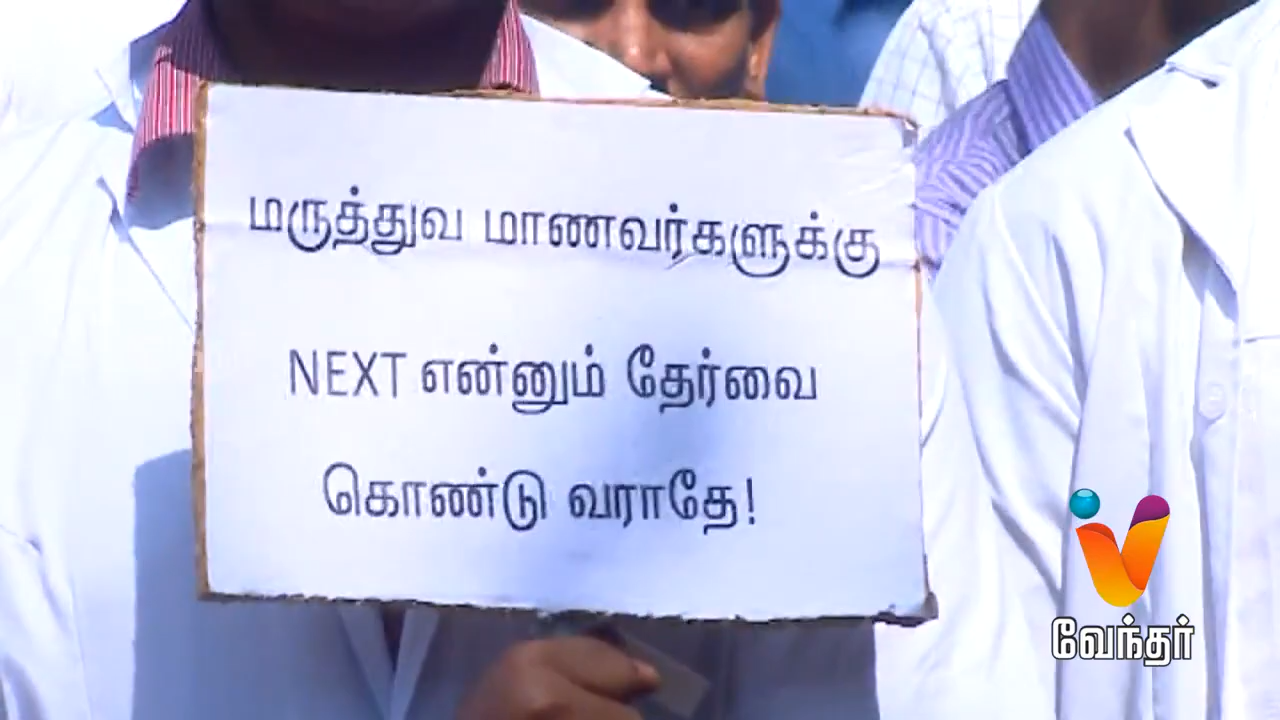 மருத்துவ மாணவர்களுக்கு
NEXT என்னும் தேர்வை
கொண்டு வராதே!
வேந்தர்